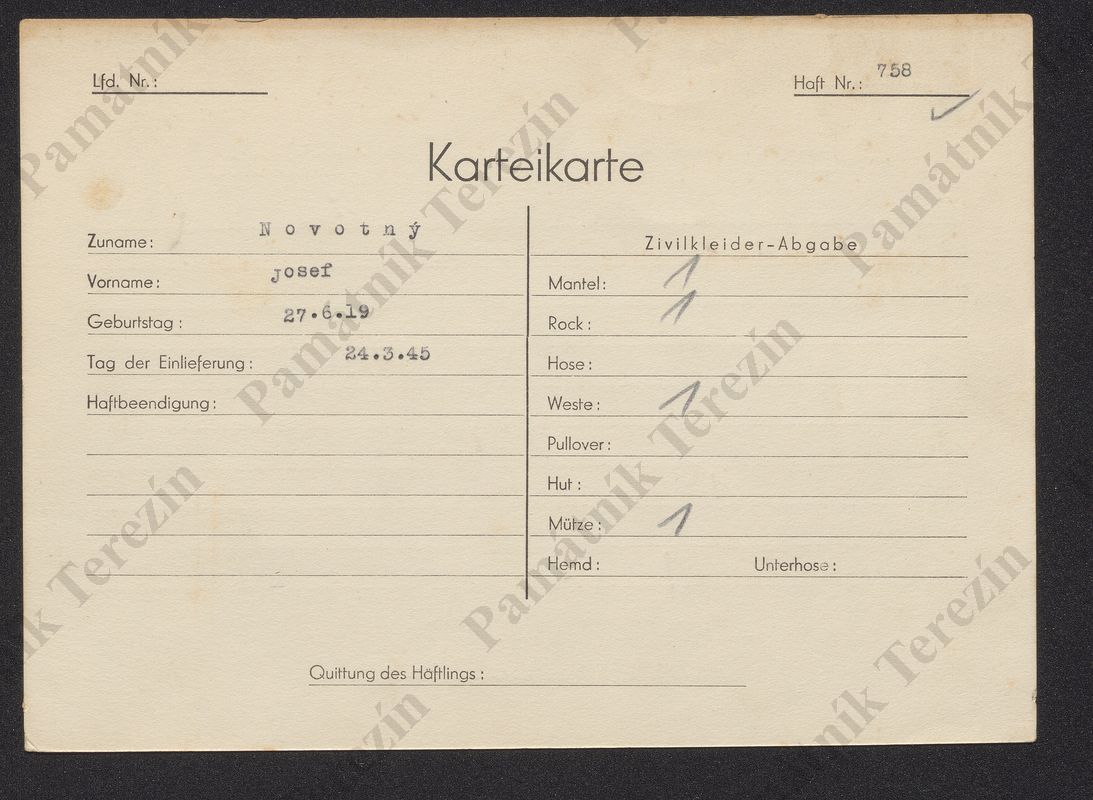 Lfd. Nr.:
Haft Nr.: 758
Karteikarte
Zuname: Novotný
Vorname: Josef
Geburtstag: 27.6.19
Tag der Einlieferung: 24.3.45
Haftbeendigung:
Zivilkleider-Abgabe
Mantel: 1
Rock: 1
Hose:
Weste: 1
Pullover:
Hut:
Mütze: 1
Hemd: Unterhose:
Quittung des Häftlings:
Památník Terezín